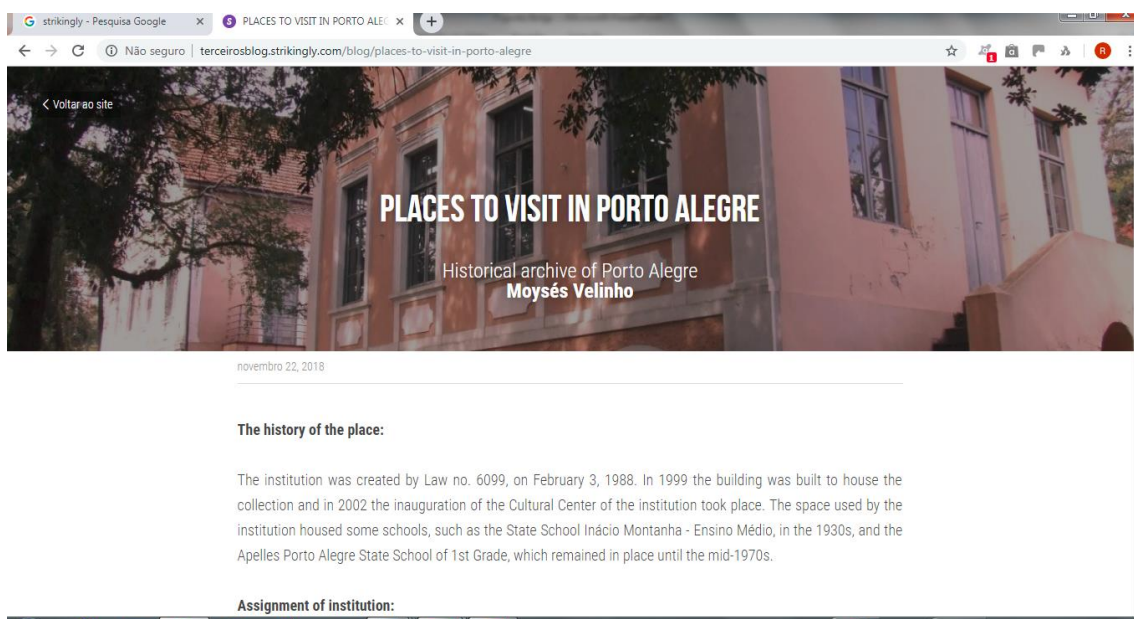 strikingly - Pesquisa Google
PLACES TO VISIT IN PORTO ALEG
Não seguro | terceirosblog.strikingly.com/blog/places-to-visit-in-porto-alegre
1
R
< Voltar ao site
PLACES TO VISIT IN PORTO ALEGRE
Historical archive of Porto Alegre
Moysés Velinho
novembro 22, 2018
The history of the place:
The institution was created by Law no. 6099, on February 3, 1988. In 1999 the building was built to house the
collection and in 2002 the inauguration of the Cultural Center of the institution took place. The space used by the
institution housed some schools, such as the State School Inácio Montanha - Ensino Médio, in the 1930s, and the
Apelles Porto Alegre State School of 1st Grade, which remained in place until the mid-1970s.
Assignment of institution: